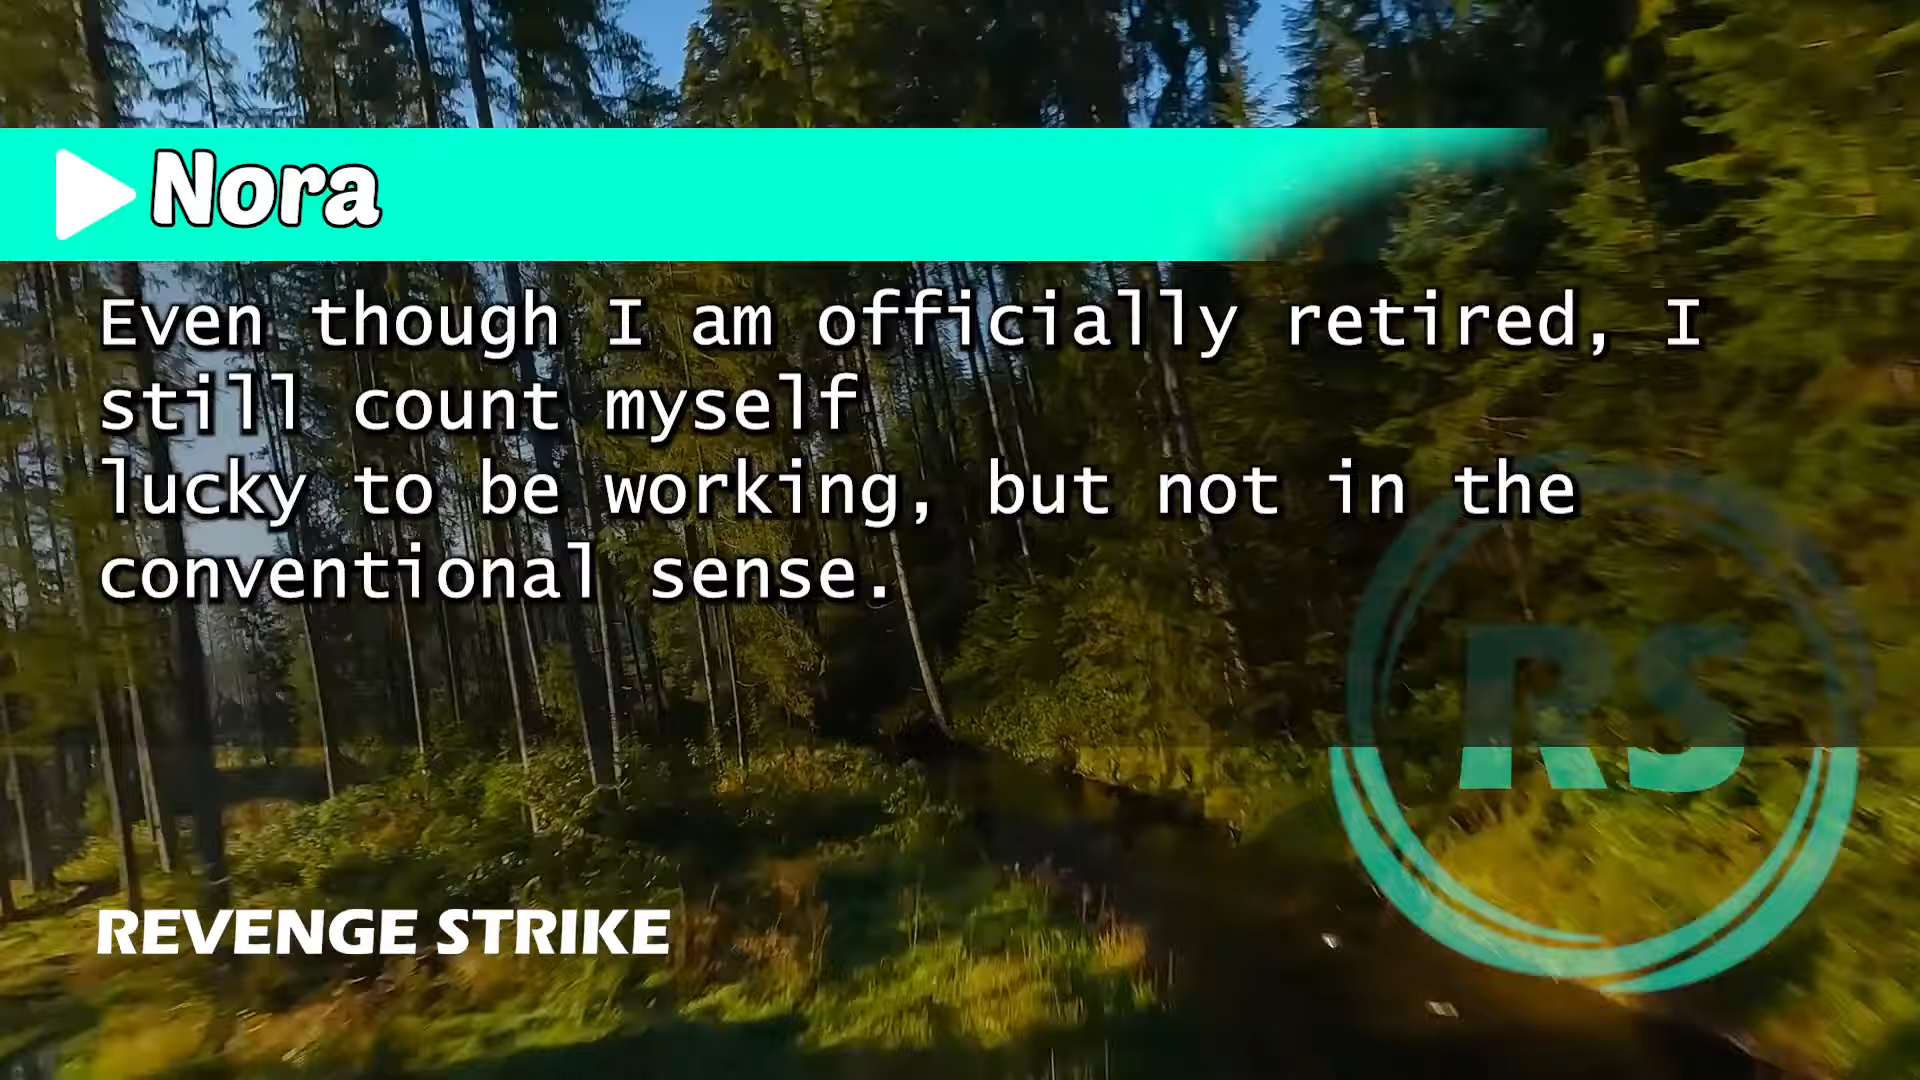 Nora
Even though I am officially retired, I
still count myself
lucky to be working, but not in the
conventional sense.
RS
REVENGE STRIKE